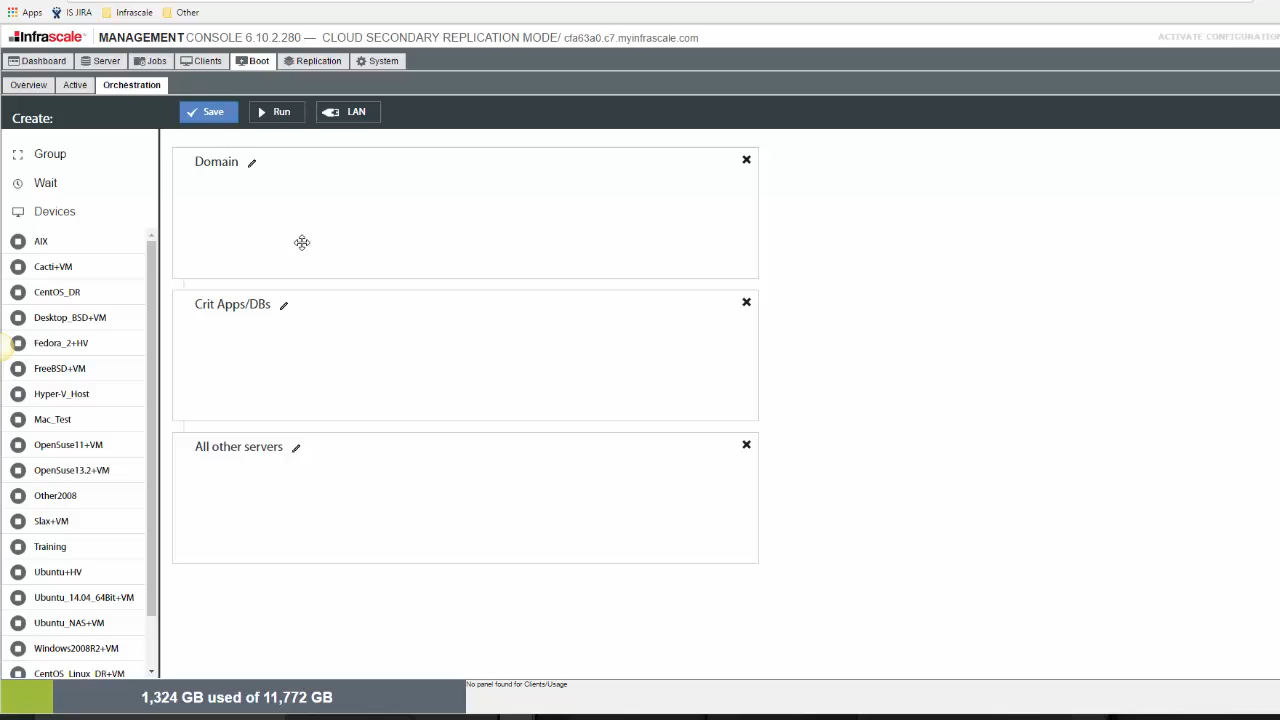 Apps IS JIRA Infrascale Other
Infrascale MANAGEMENT CONSOLE 6.10.2.280 — CLOUD SECONDARY REPLICATION MODE/ cfa63a0.c7.myinfrascale.com ACTIVATE CONFIGURATION
Dashboard Server Jobs Clients Boot Replication System
Overview Active Orchestration
Create: Save Run LAN
Group
Wait
Devices
AIX
Cacti+VM
CentOS_DR
Desktop_BSD+VM
Fedora_2+HV
FreeBSD+VM
Hyper-V_Host
Mac_Test
OpenSuse11+VM
OpenSuse13.2+VM
Other2008
Slax+VM
Training
Ubuntu+HV
Ubuntu_14.04_64Bit+VM
Ubuntu_NAS+VM
Windows2008R2+VM
CentOS_Linux_DR+VM
Domain
Crit Apps/DBs
All other servers
1,324 GB used of 11,772 GB
No panel found for Clients/Usage